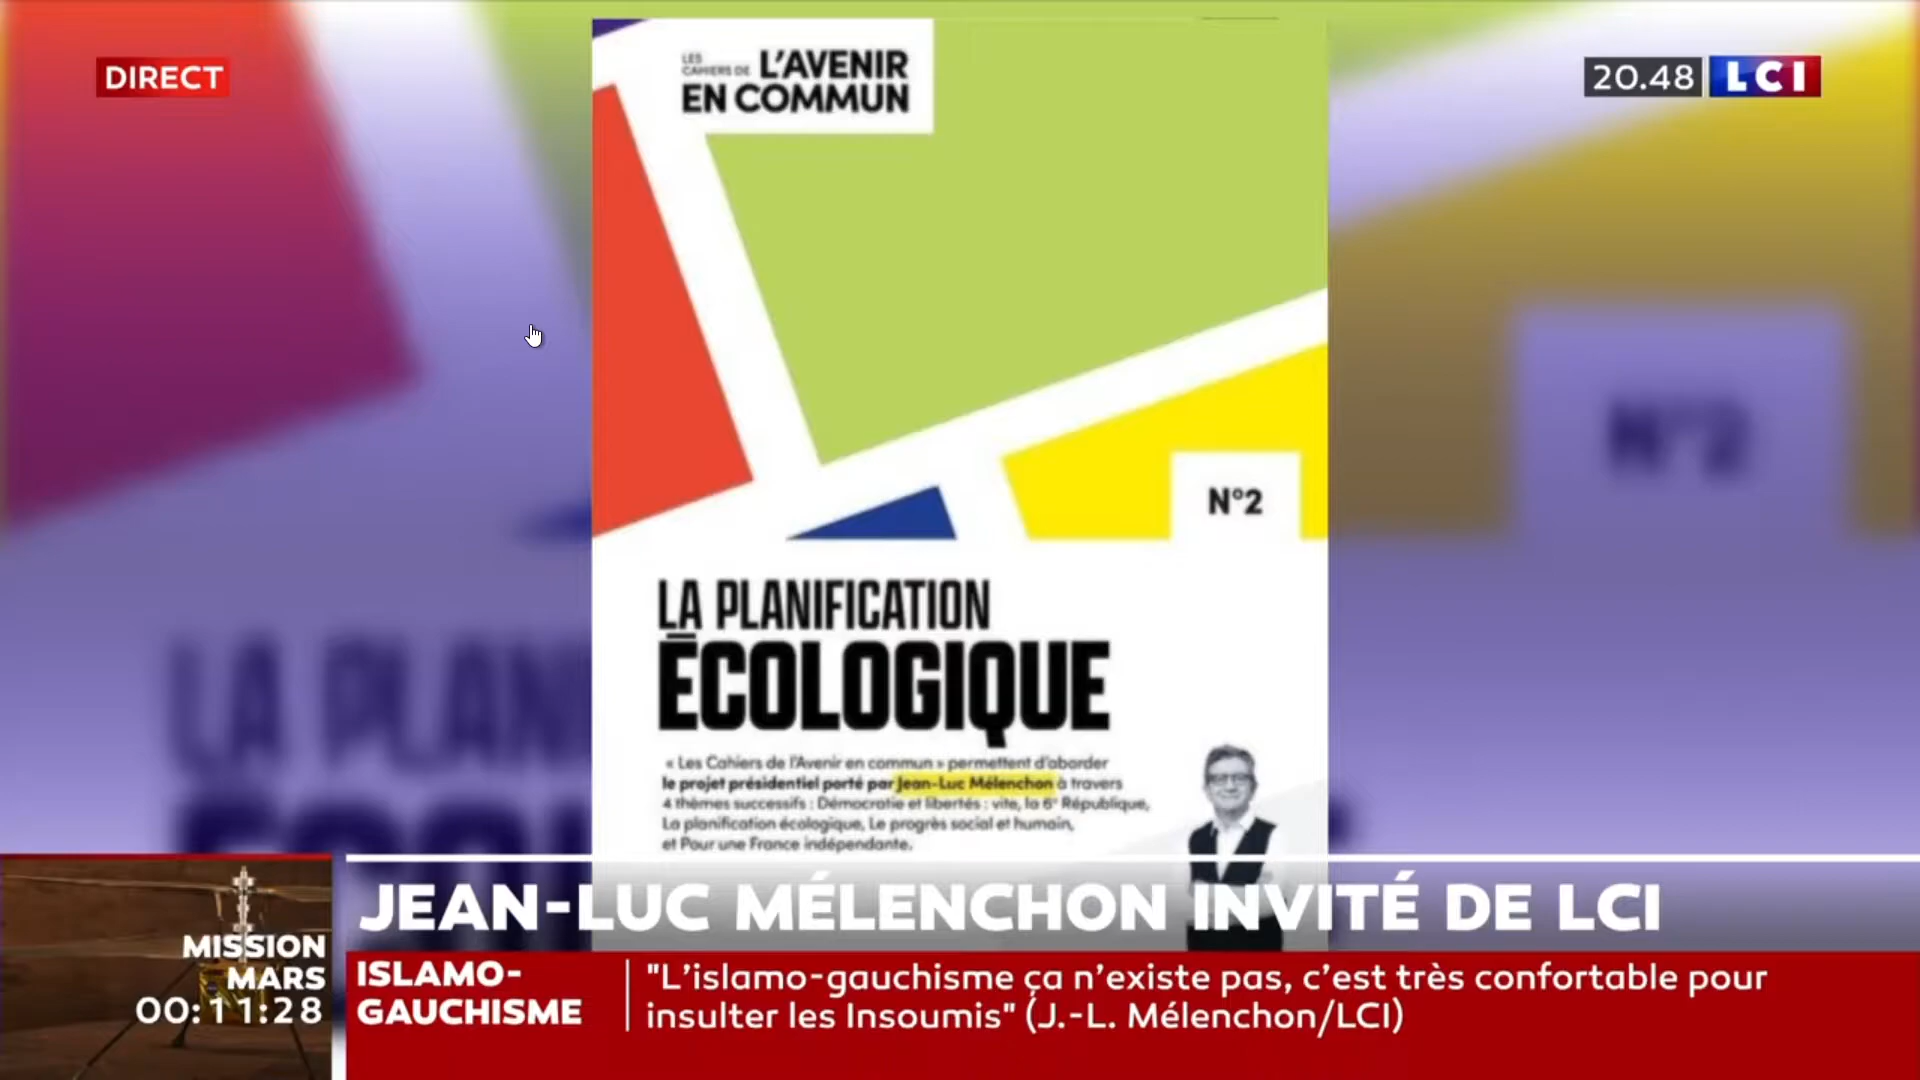 DIRECT
20.48 LCI
LES
CAHIERS DE L'AVENIR
EN COMMUN
N°2
N°2
LA PLANIFICATION
ÉCOLOGIQUE
« Les Cahiers de l'Avenir en commun » permettent d'aborder
le projet présidentiel porté par Jean-Luc Mélenchon à travers
4 thèmes successifs : Démocratie et libertés : vite, la 6e République,
La planification écologique, Le progrès social et humain,
et Pour une France indépendante.
LA PLAN
JEAN-LUC MÉLENCHON INVITÉ DE LCI
MISSION
MARS
00:11:28
ISLAMO-
GAUCHISME
"L'islamo-gauchisme ça n'existe pas, c'est très confortable pour
insulter les Insoumis" (J.-L. Mélenchon/LCI)